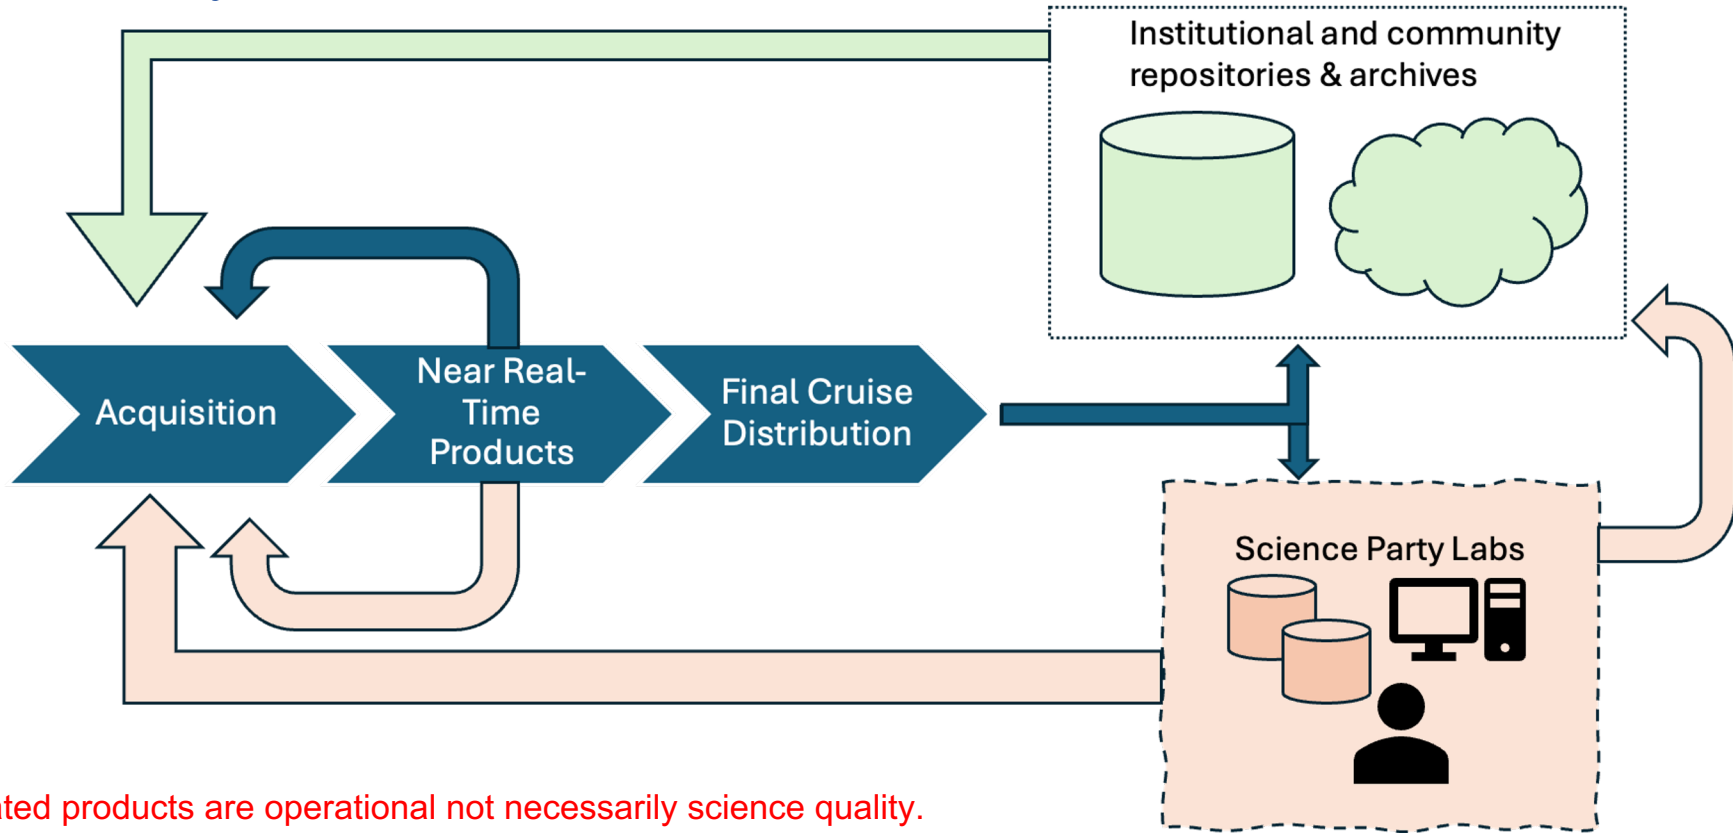 Institutional and community
repositories & archives
Acquisition
Near Real-
Time
Products
Final Cruise
Distribution
Science Party Labs
products are operational not necessarily science quality.